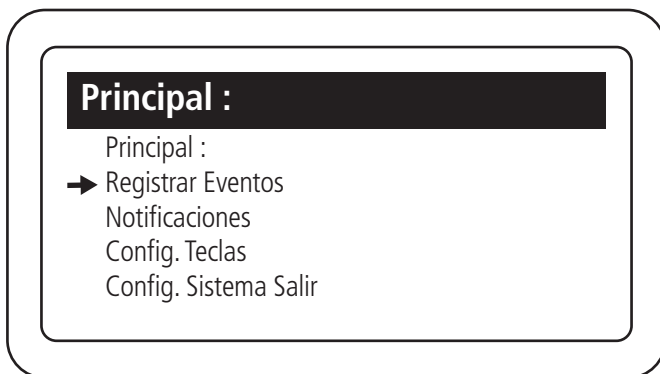 Principal :
Principal :
Registrar Eventos
Notificaciones
Config. Teclas
Config. Sistema Salir